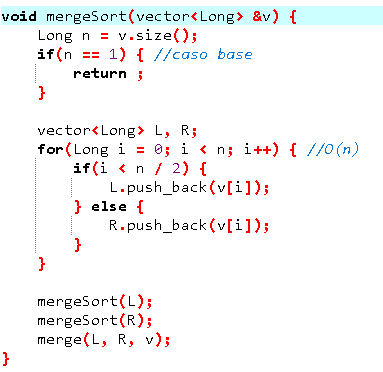 void mergeSort(vector<Long> &v) {
Long n = v.size();
if(n == 1) { //caso base
return ;
}
vector<Long> L, R;
for(Long i = 0; i < n; i++) { //O(n)
if(i < n / 2) {
L.push_back(v[i]);
} else {
R.push_back(v[i]);
}
}
mergeSort(L);
mergeSort(R);
merge(L, R, v);
}